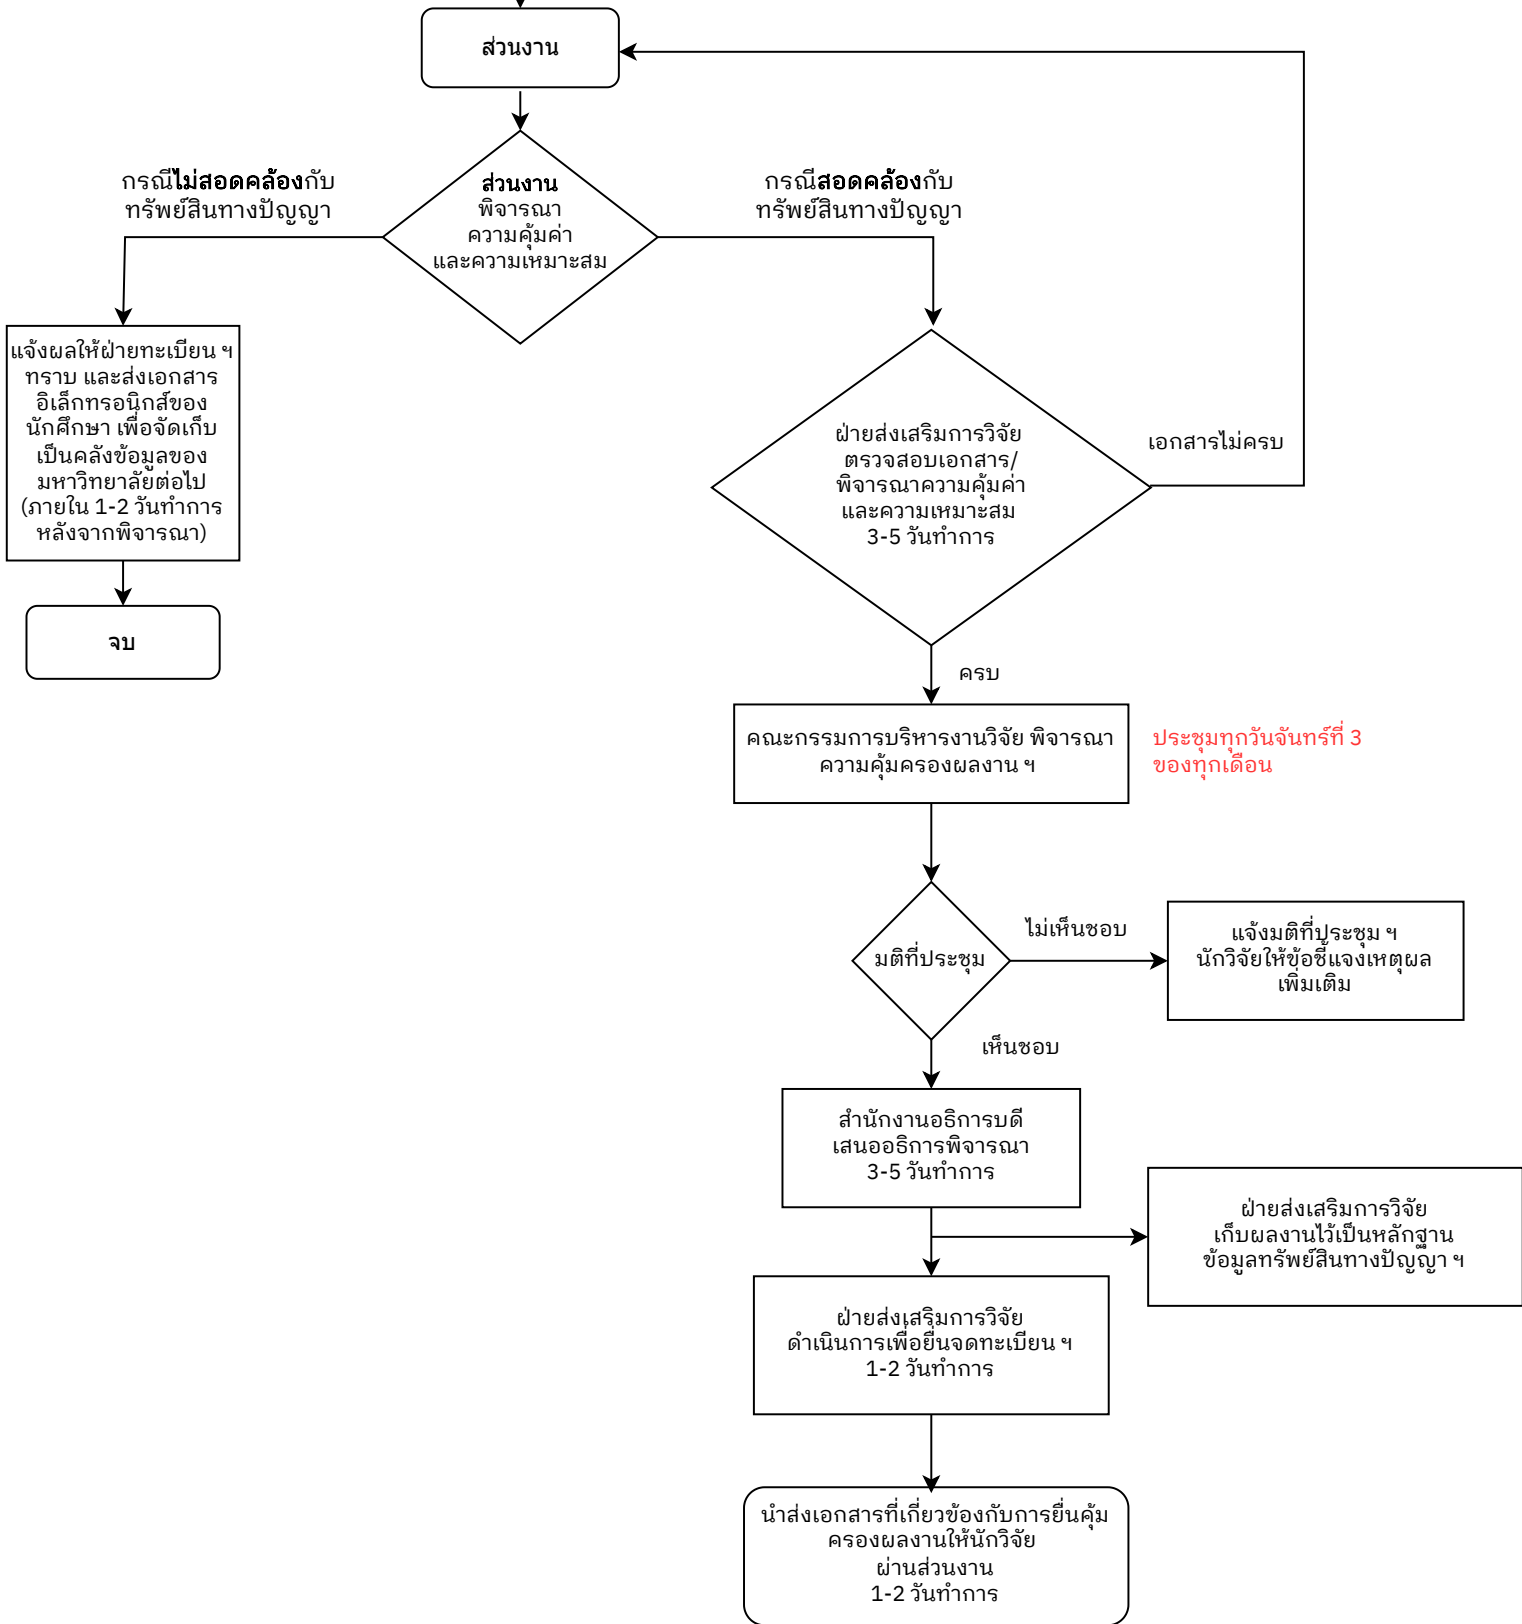 ส่วนงาน
กรณีไม่สอดคล้องกับ
ทรัพย์สินทางปัญญา
ส่วนงาน
พิจารณา
ความคุ้มค่า
และความเหมาะสม
กรณีสอดคล้องกับ
ทรัพย์สินทางปัญญา
แจ้งผลให้ฝ่ายทะเบียน ฯ
ทราบ และส่งเอกสาร
อิเล็กทรอนิกส์ของ
นักศึกษา เพื่อจัดเก็บ
เป็นคลังข้อมูลของ
มหาวิทยาลัยต่อไป
(ภายใน 1-2 วันทำการ
หลังจากพิจารณา)
จบ
ฝ่ายส่งเสริมการวิจัย
ตรวจสอบเอกสาร/
พิจารณาความคุ้มค่า
และความเหมาะสม
3-5 วันทำการ
เอกสารไม่ครบ
ครบ
คณะกรรมการบริหารงานวิจัย พิจารณา
ความคุ้มครองผลงาน ฯ
ประชุมทุกวันจันทร์ที่ 3
ของทุกเดือน
มติที่ประชุม
ไม่เห็นชอบ
แจ้งมติที่ประชุม ฯ
นักวิจัยให้ข้อชี้แจงเหตุผล
เพิ่มเติม
เห็นชอบ
สำนักงานอธิการบดี
เสนออธิการพิจารณา
3-5 วันทำการ
ฝ่ายส่งเสริมการวิจัย
เก็บผลงานไว้เป็นหลักฐาน
ข้อมูลทรัพย์สินทางปัญญา ฯ
ฝ่ายส่งเสริมการวิจัย
ดำเนินการเพื่อยื่นจดทะเบียน ฯ
1-2 วันทำการ
นำส่งเอกสารที่เกี่ยวข้องกับการยื่นคุ้ม
ครองผลงานให้นักวิจัย
ผ่านส่วนงาน
1-2 วันทำการ